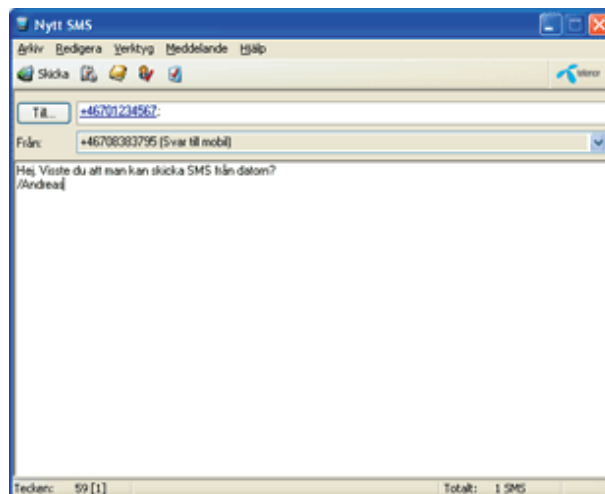 Nytt SMS
Arkiv Redigera Verktyg Meddelande Hjälp
Skicka
telenor
Till... +46701234567;
Från: +46708383795 (Svar till mobil)
Hej. Visste du att man kan skicka SMS från datorn?
/Andreas
Tecken: 59 [1] Totalt: 1 SMS